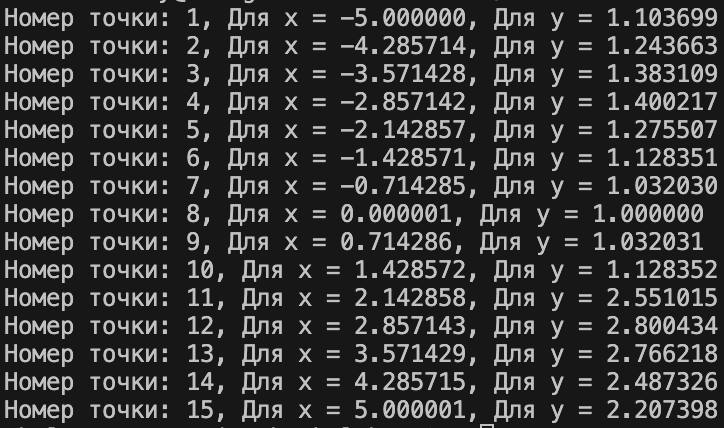 Номер точки: 1, Для x = -5.000000, Для y = 1.103699
Номер точки: 2, Для x = -4.285714, Для y = 1.243663
Номер точки: 3, Для x = -3.571428, Для y = 1.383109
Номер точки: 4, Для x = -2.857142, Для y = 1.400217
Номер точки: 5, Для x = -2.142857, Для y = 1.275507
Номер точки: 6, Для x = -1.428571, Для y = 1.128351
Номер точки: 7, Для x = -0.714285, Для y = 1.032030
Номер точки: 8, Для x = 0.000001, Для y = 1.000000
Номер точки: 9, Для x = 0.714286, Для y = 1.032031
Номер точки: 10, Для x = 1.428572, Для y = 1.128352
Номер точки: 11, Для x = 2.142858, Для y = 2.551015
Номер точки: 12, Для x = 2.857143, Для y = 2.800434
Номер точки: 13, Для x = 3.571429, Для y = 2.766218
Номер точки: 14, Для x = 4.285715, Для y = 2.487326
Номер точки: 15, Для x = 5.000001, Для y = 2.207398